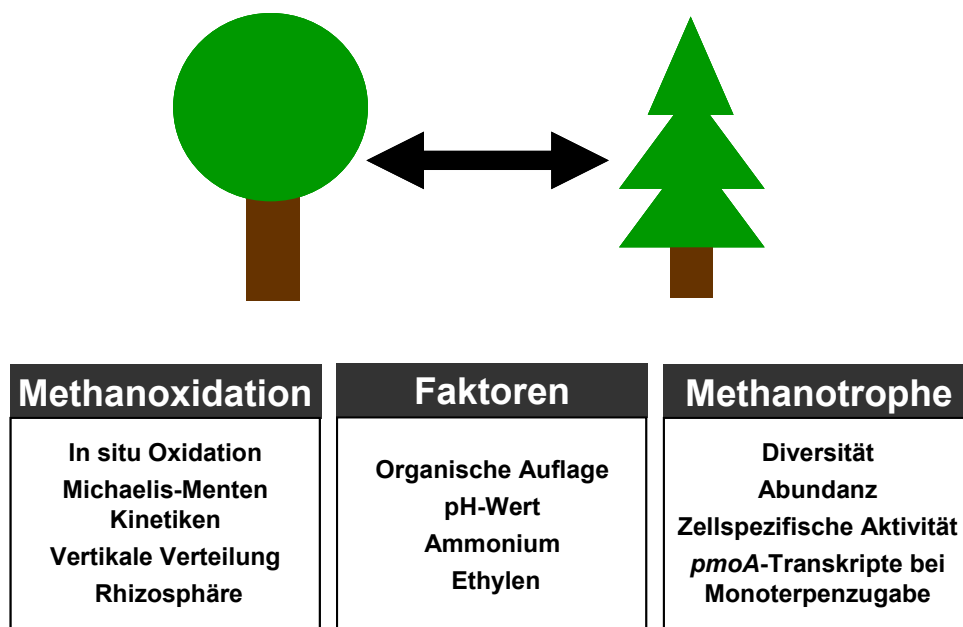 Methanoxidation
In situ Oxidation
Michaelis-Menten
Kinetiken
Vertikale Verteilung
Rhizosphäre
Faktoren
Organische Auflage
pH-Wert
Ammonium
Ethylen
Methanotrophe
Diversität
Abundanz
Zellspezifische Aktivität
pmoA-Transkripte bei
Monoterpenzugabe